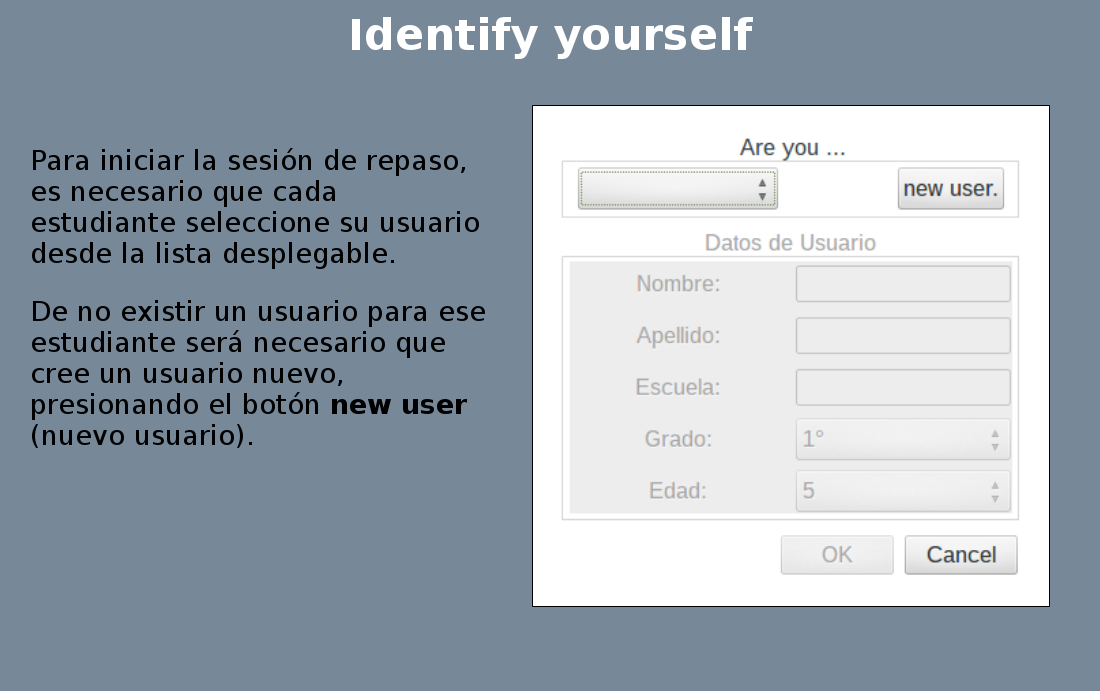 Identify yourself
Para iniciar la sesión de repaso,
es necesario que cada
estudiante seleccione su usuario
desde la lista desplegable.
De no existir un usuario para ese
estudiante será necesario que
cree un usuario nuevo,
presionando el botón new user
(nuevo usuario).
Are you ...
new user.
Datos de Usuario
Nombre:
Apellido:
Escuela:
Grado: 1°
Edad: 5
OK Cancel